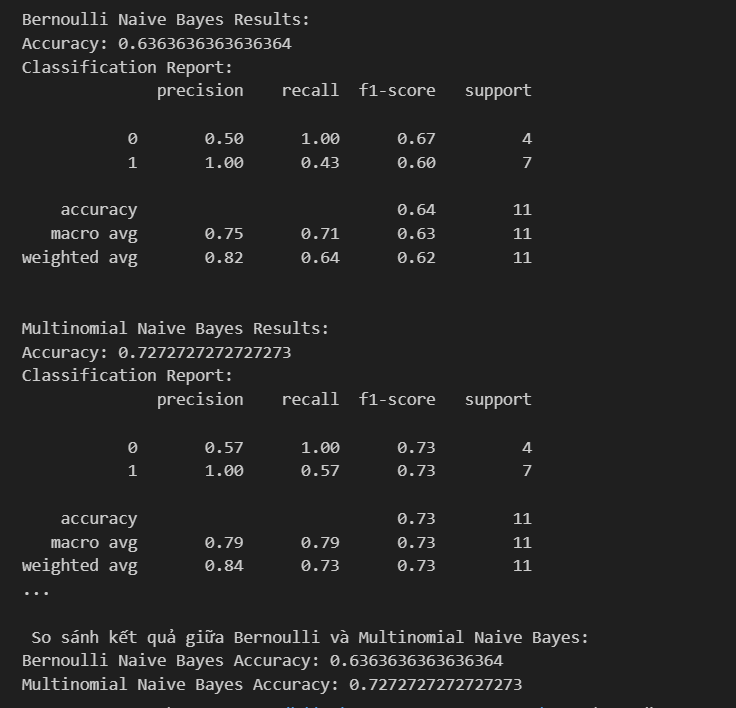 Bernoulli Naive Bayes Results:
Accuracy: 0.6363636363636364
Classification Report:
precision recall f1-score support
0 0.50 1.00 0.67 4
1 1.00 0.43 0.60 7
accuracy 0.64 11
macro avg 0.75 0.71 0.63 11
weighted avg 0.82 0.64 0.62 11
Multinomial Naive Bayes Results:
Accuracy: 0.7272727272727273
Classification Report:
precision recall f1-score support
0 0.57 1.00 0.73 4
1 1.00 0.57 0.73 7
accuracy 0.73 11
macro avg 0.79 0.79 0.73 11
weighted avg 0.84 0.73 0.73 11
...
So sánh kết quả giữa Bernoulli và Multinomial Naive Bayes:
Bernoulli Naive Bayes Accuracy: 0.6363636363636364
Multinomial Naive Bayes Accuracy: 0.7272727272727273